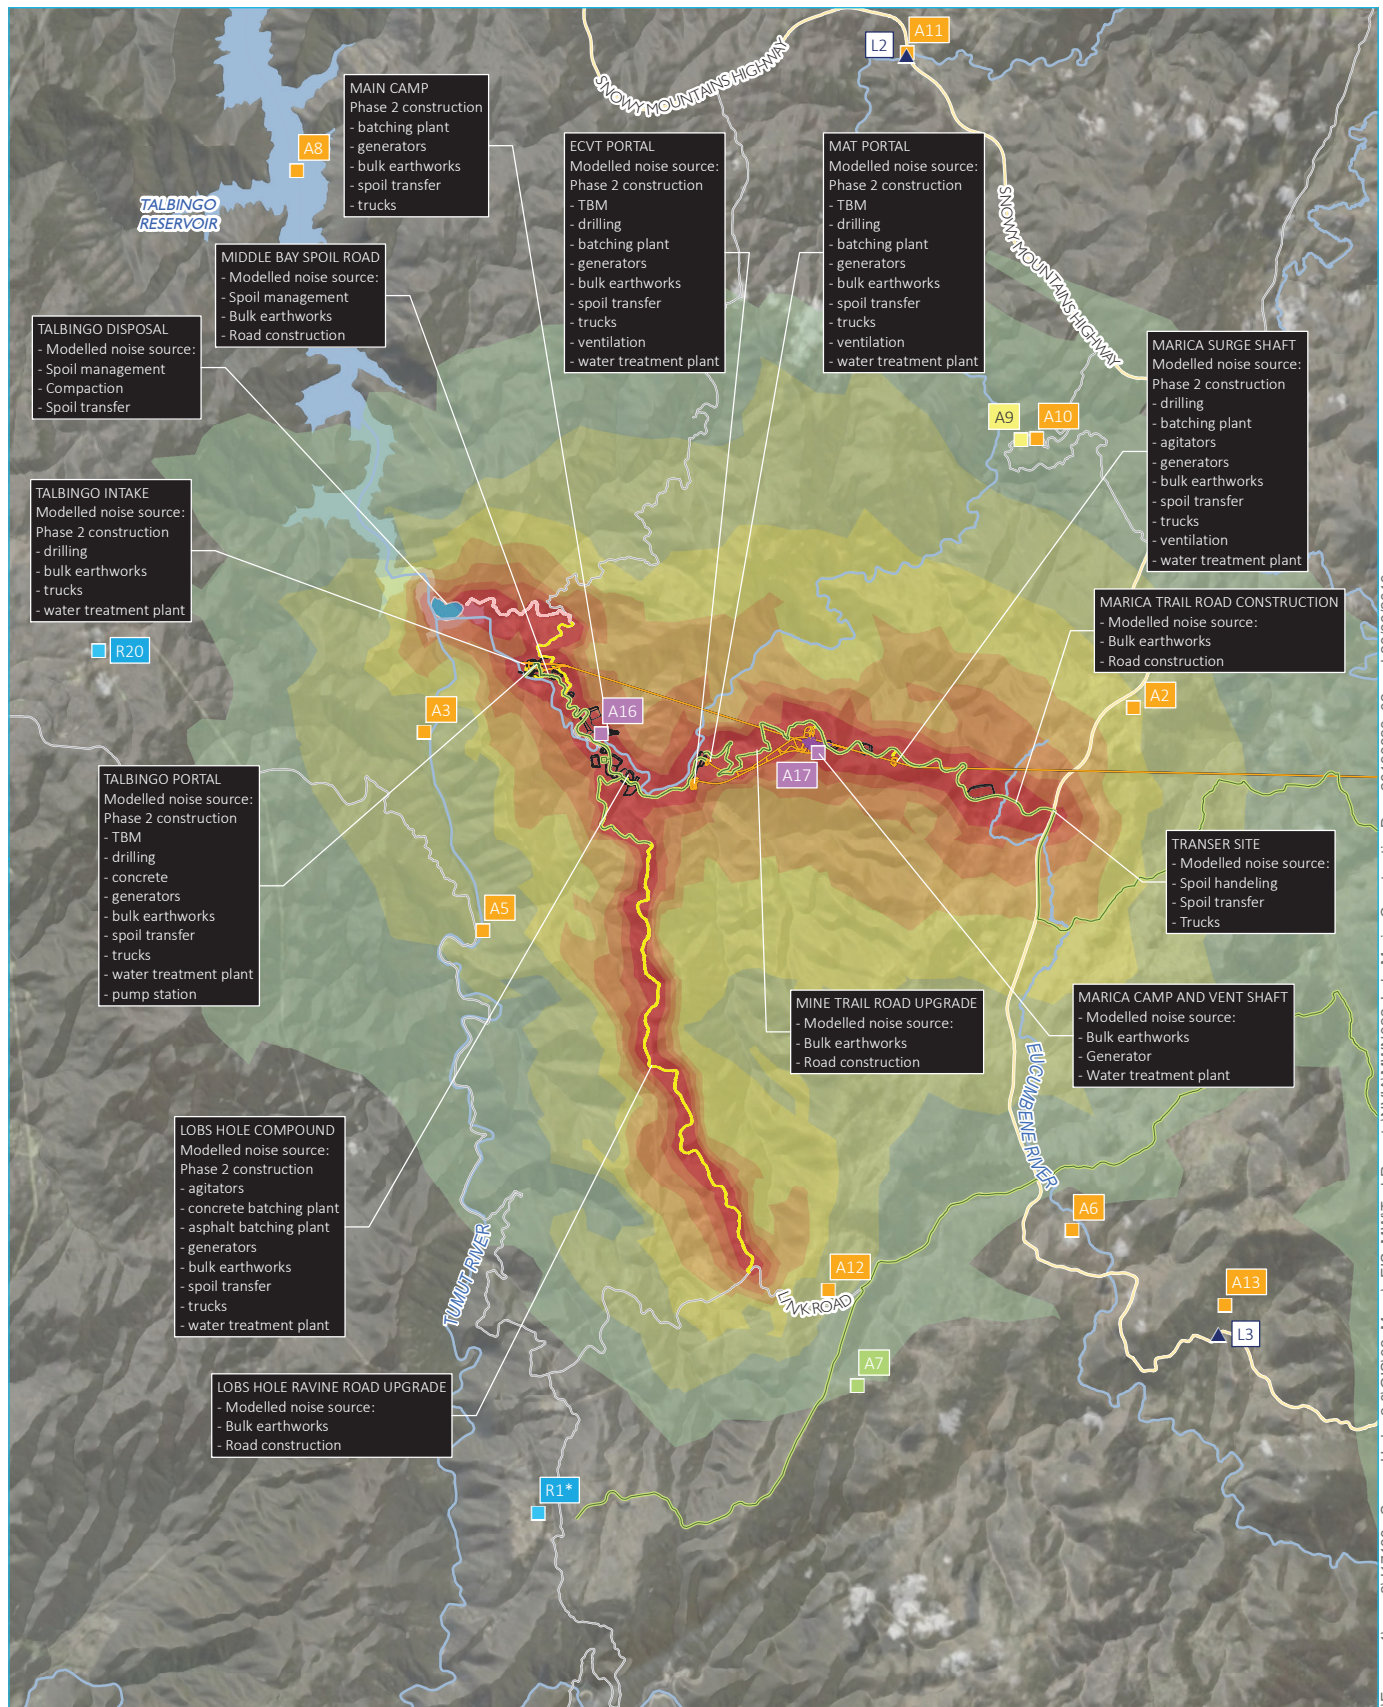 SNOWY MOUNTAINS HIGHWAY
L2
A11
MAIN CAMP
Phase 2 construction
- batching plant
- generators
- bulk earthworks
- spoil transfer
- trucks
A8
TALBINGO
RESERVOIR
ECVT PORTAL
Modelled noise source:
Phase 2 construction
- TBM
- drilling
- batching plant
- generators
- bulk earthworks
- spoil transfer
- trucks
- ventilation
- water treatment plant
MAT PORTAL
Modelled noise source:
Phase 2 construction
- TBM
- drilling
- batching plant
- generators
- bulk earthworks
- spoil transfer
- trucks
- ventilation
- water treatment plant
SNOWY MOUNTAINS HIGHWAY
MIDDLE BAY SPOIL ROAD
- Modelled noise source:
- Spoil management
- Bulk earthworks
- Road construction
TALBINGO DISPOSAL
- Modelled noise source:
- Spoil management
- Compaction
- Spoil transfer
MARICA SURGE SHAFT
Modelled noise source:
Phase 2 construction
- drilling
- batching plant
- agitators
- generators
- bulk earthworks
- spoil transfer
- trucks
- ventilation
- water treatment plant
A9
A10
TALBINGO INTAKE
Modelled noise source:
Phase 2 construction
- drilling
- bulk earthworks
- trucks
- water treatment plant
MARICA TRAIL ROAD CONSTRUCTION
- Modelled noise source:
- Bulk earthworks
- Road construction
R20
A2
A3
A16
A17
TALBINGO PORTAL
Modelled noise source:
Phase 2 construction
- TBM
- drilling
- concrete
- generators
- bulk earthworks
- spoil transfer
- trucks
- water treatment plant
- pump station
TRANSER SITE
- Modelled noise source:
- Spoil handeling
- Spoil transfer
- Trucks
A5
MINE TRAIL ROAD UPGRADE
- Modelled noise source:
- Bulk earthworks
- Road construction
MARICA CAMP AND VENT SHAFT
- Modelled noise source:
- Bulk earthworks
- Generator
- Water treatment plant
EUCUMBENE RIVER
LOBS HOLE COMPOUND
Modelled noise source:
Phase 2 construction
- agitators
- concrete batching plant
- asphalt batching plant
- generators
- bulk earthworks
- spoil transfer
- trucks
- water treatment plant
TUMUT RIVER
A6
A12
LINK ROAD
A13
L3
A7
LOBS HOLE RAVINE ROAD UPGRADE
- Modelled noise source:
- Bulk earthworks
- Road construction
R1*